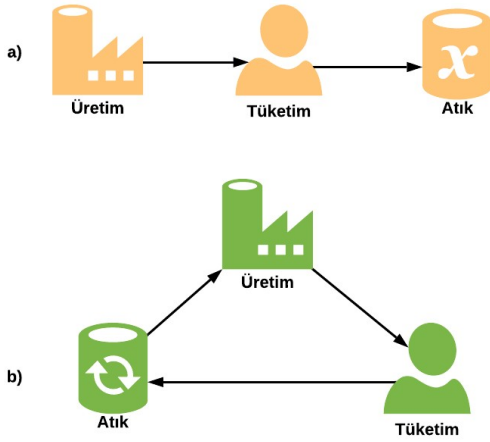 a)
Üretim
Tüketim
Atık
x
Üretim
b)
Atık
Tüketim